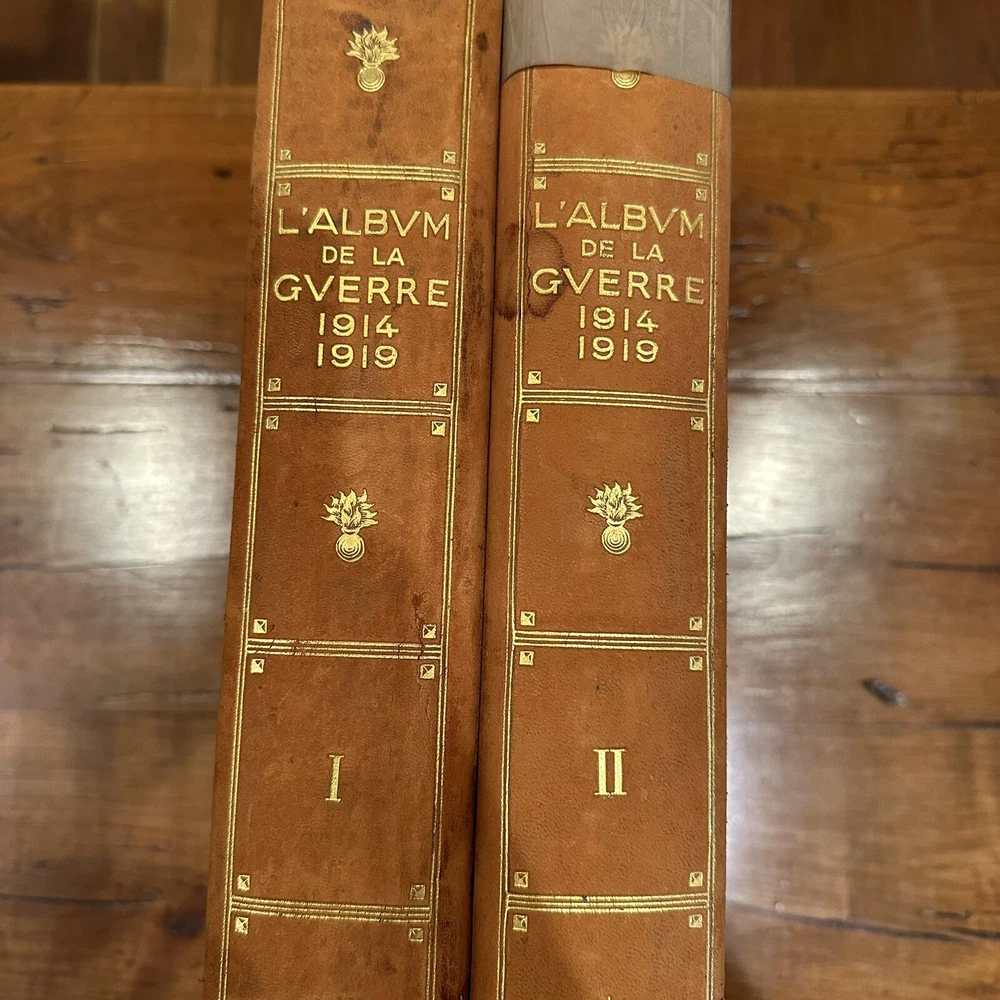 L'ALBVM
DE LA
GVERRE
1914
1919
I
L'ALBVM
DE LA
GVERRE
1914
1919
II